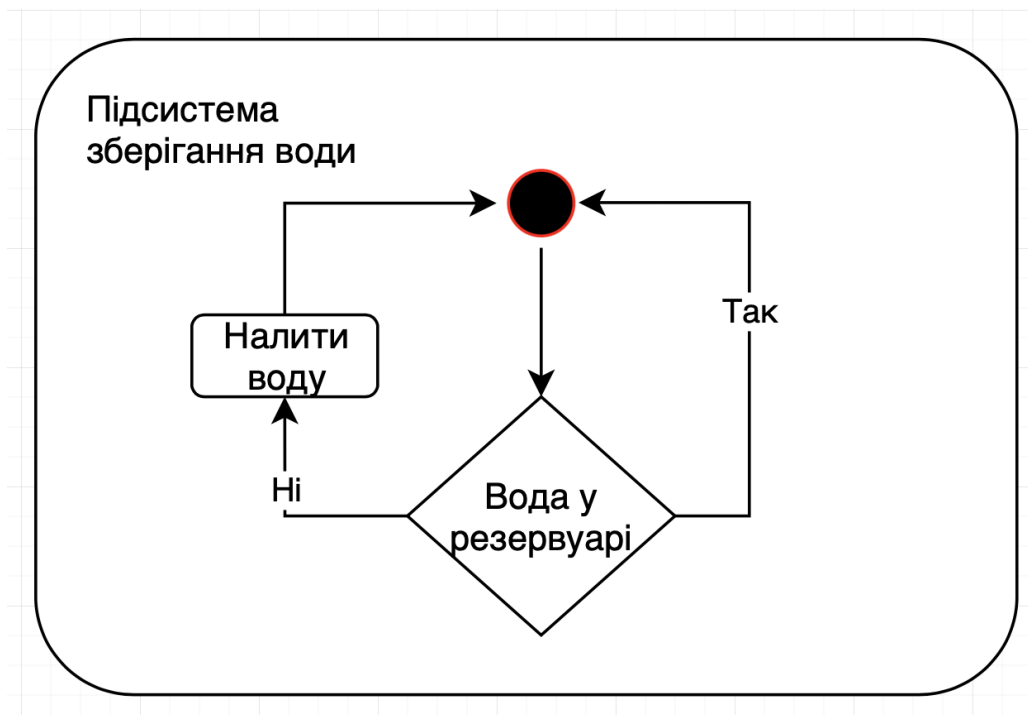 Підсистема
зберігання води
Так
Налити
воду
Ні
Вода у
резервуарі